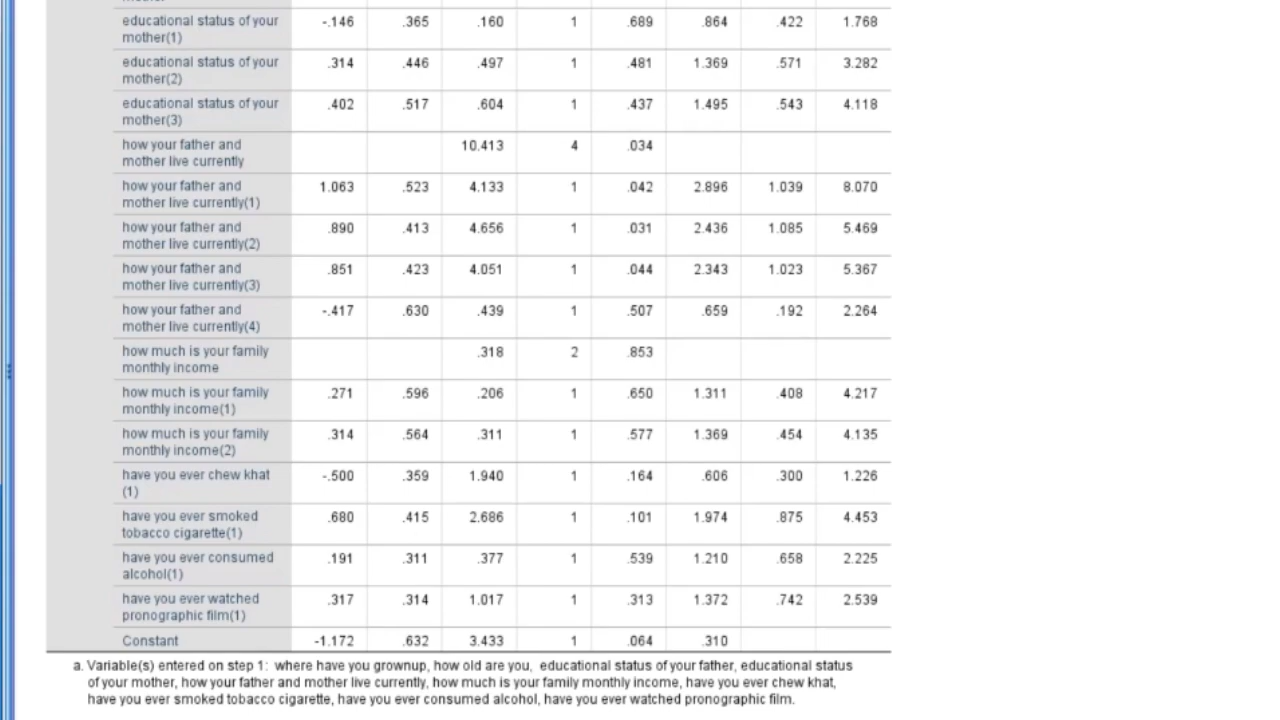 educational status of your -.146 .365 .160 1 .689 .864 .422 1.768
mother(1)
educational status of your .314 .446 .497 1 .481 1.369 .571 3.282
mother(2)
educational status of your .402 .517 .604 1 .437 1.495 .543 4.118
mother(3)
how your father and 10.413 4 .034
mother live currently
how your father and 1.063 .523 4.133 1 .042 2.896 1.039 8.070
mother live currently(1)
how your father and .890 .413 4.656 1 .031 2.436 1.085 5.469
mother live currently(2)
how your father and .851 .423 4.051 1 .044 2.343 1.023 5.367
mother live currently(3)
how your father and -.417 .630 .439 1 .507 .659 .192 2.264
mother live currently(4)
how much is your family .318 2 .853
monthly income
how much is your family .271 .596 .206 1 .650 1.311 .408 4.217
monthly income(1)
how much is your family .314 .564 .311 1 .577 1.369 .454 4.135
monthly income(2)
have you ever chew khat -.500 .359 1.940 1 .164 .606 .300 1.226
(1)
have you ever smoked .680 .415 2.686 1 .101 1.974 .875 4.453
tobacco cigarette(1)
have you ever consumed .191 .311 .377 1 .539 1.210 .658 2.225
alcohol(1)
have you ever watched .317 .314 1.017 1 .313 1.372 .742 2.539
pronographic film(1)
Constant -1.172 .632 3.433 1 .064 .310
a. Variable(s) entered on step 1: where have you grownup, how old are you, educational status of your father, educational status
of your mother, how your father and mother live currently, how much is your family monthly income, have you ever chew khat,
have you ever smoked tobacco cigarette, have you ever consumed alcohol, have you ever watched pronographic film.